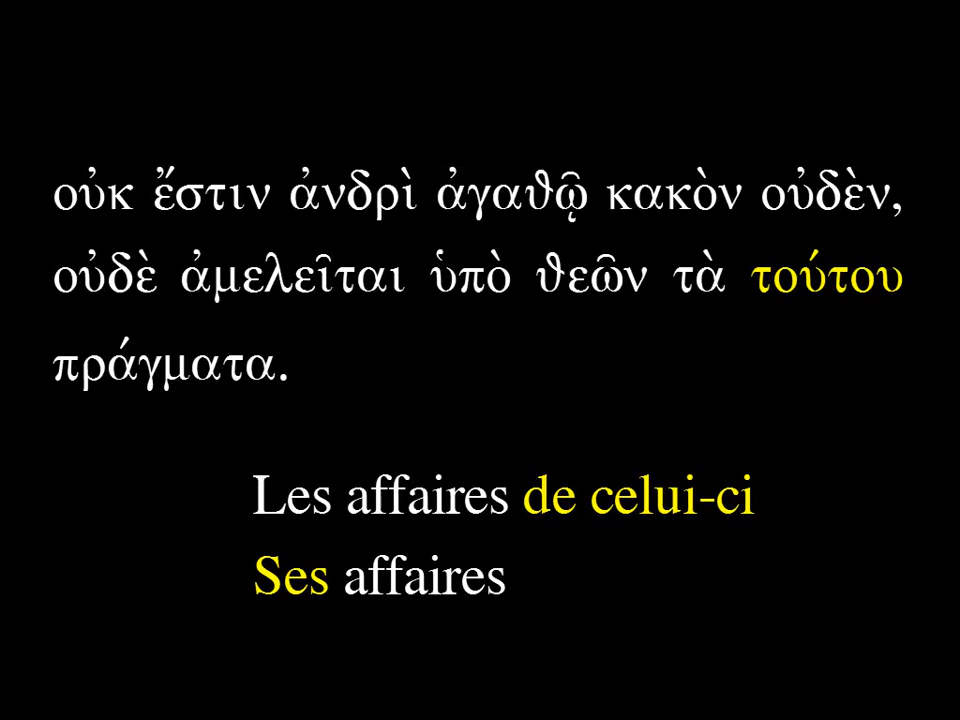 οὐκ ἔστιν ἀνδρὶ ἀγαθῷ κακὸν οὐδὲν,
οὐδὲ ἀμελεῖται ὑπὸ θεῶν τὰ τούτου
πράγματα.
Les affaires de celui-ci
Ses affaires